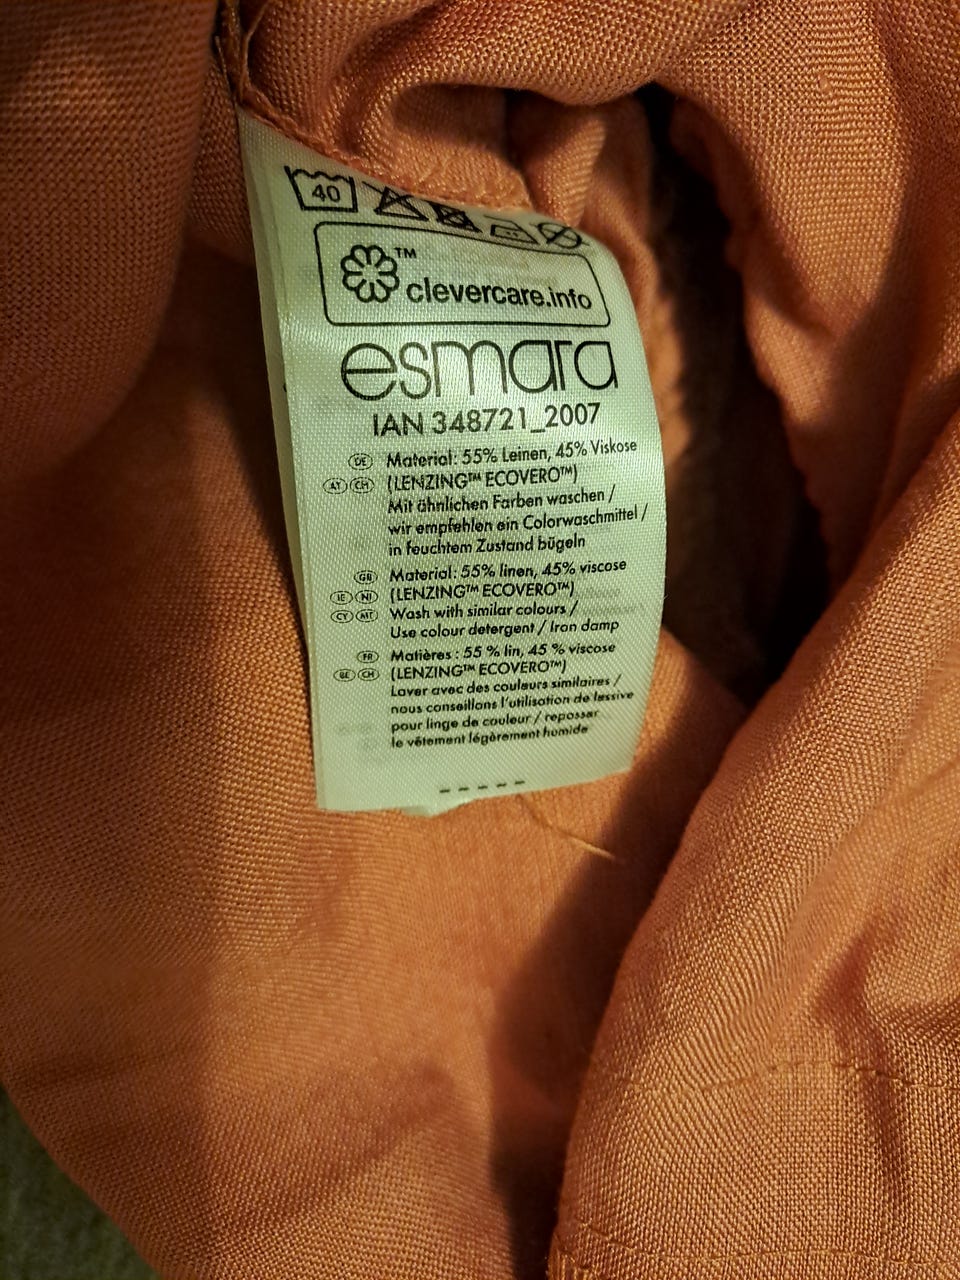 40
™
clevercare.info
esmara
IAN 348721_2007
DE Material: 55% Leinen, 45% Viskose
AT CH (LENZING™ ECOVERO™)
Mit ähnlichen Farben waschen /
wir empfehlen ein Colorwaschmittel /
in feuchtem Zustand bügeln
GB Material: 55% linen, 45% viscose
IE NI (LENZING™ ECOVERO™)
CY MT Wash with similar colours /
Use colour detergent / Iron damp
FR Matières : 55 % lin, 45 % viscose
BE CH (LENZING™ ECOVERO™)
Laver avec des couleurs similaires /
nous conseillons l'utilisation de lessive
pour linge de couleur / repasser
le vêtement légèrement humide
-----